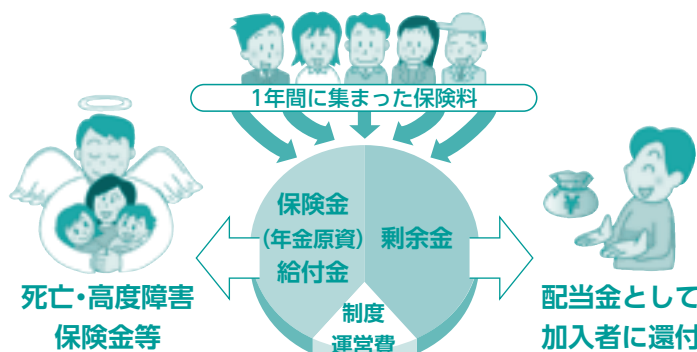 1年間に集まった保険料
保険金
(年金原資)
給付金
剰余金
制度
運営費
死亡・高度障害
保険金等
¥
配当金として
加入者に還付